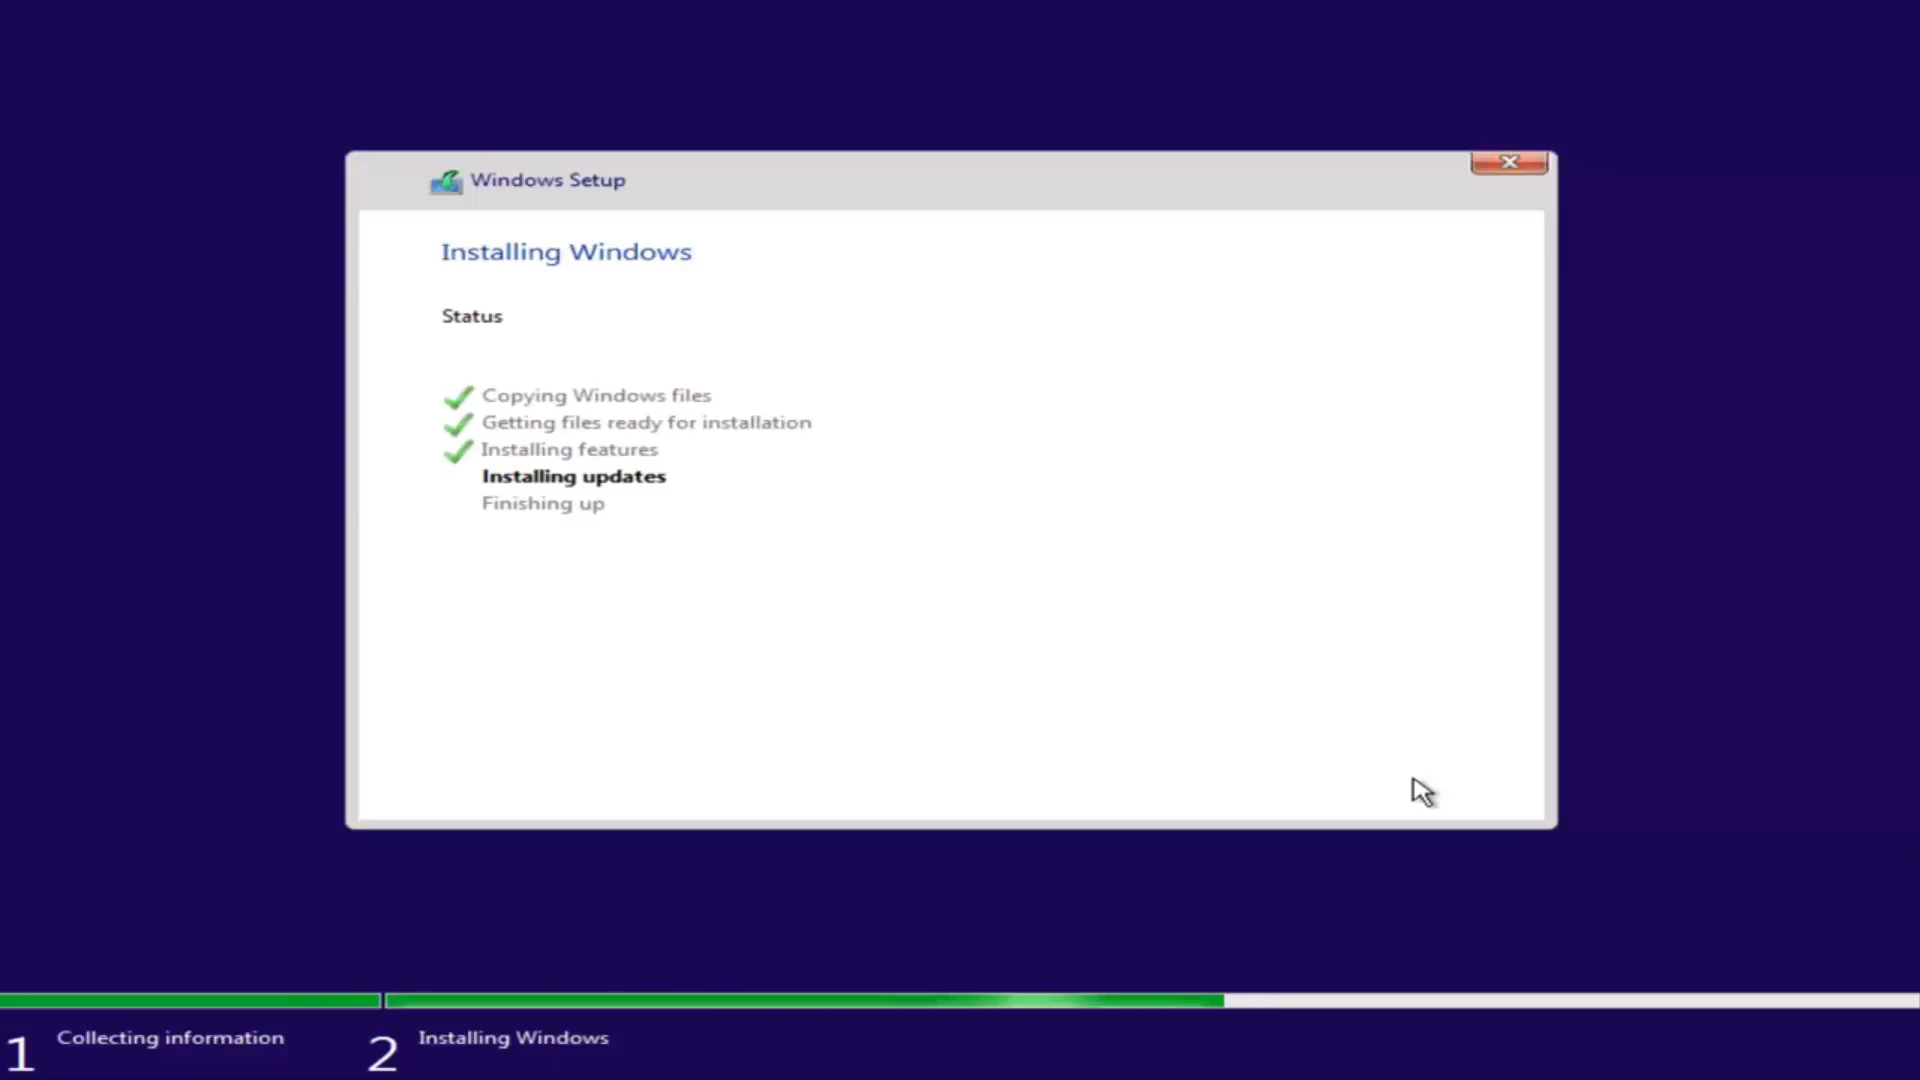 Windows Setup
Installing Windows
Status
Copying Windows files
Getting files ready for installation
Installing features
Installing updates
Finishing up
1 Collecting information
2 Installing Windows